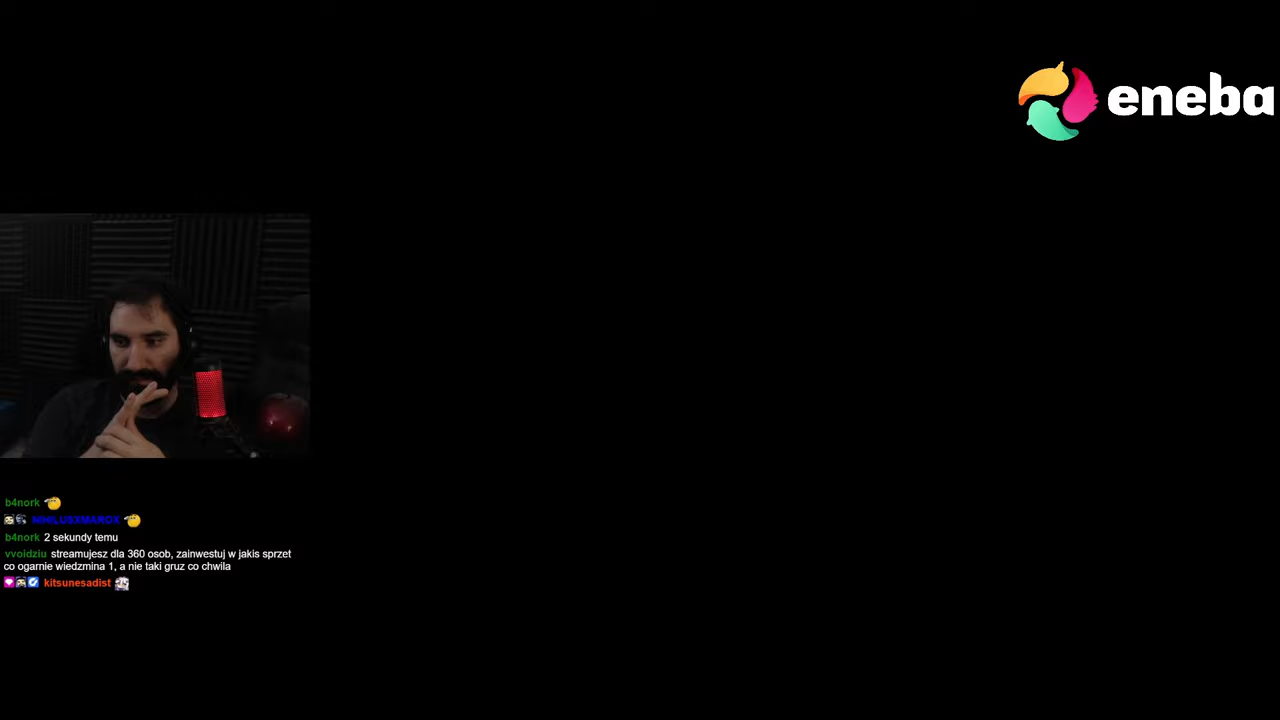 eneba
b4nork
NIHILUSXMAROX
b4nork 2 sekundy temu
vvoidziu streamujesz dla 360 osob, zainwestuj w jakis sprzet
co ogarnie wiedzmina 1, a nie taki gruz co chwila
kitsunesadist